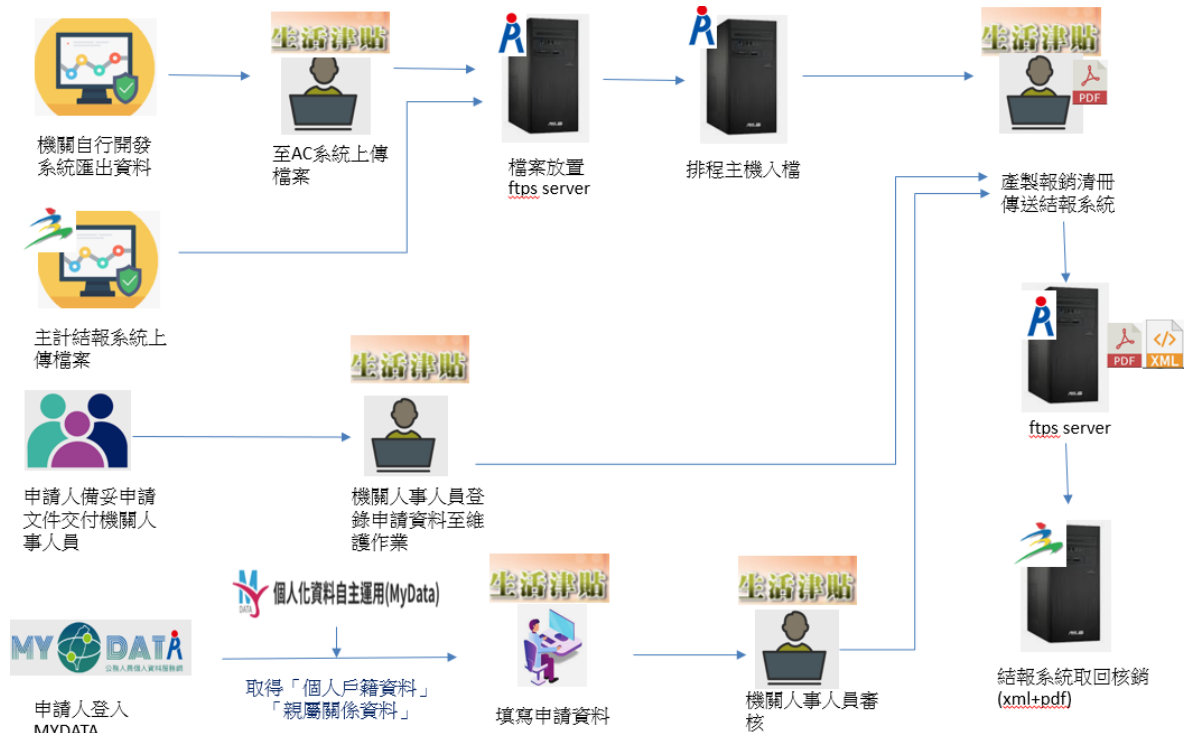 生活津貼
機關自行開發
系統匯出資料
至AC系統上傳
檔案
檔案放置
ftps server
排程主機入檔
生活津貼
PDF
產製報銷清冊
傳送結報系統
主計結報系統上
傳檔案
PDF
XML
ftps server
生活津貼
申請人備妥申請
文件交付機關人
事人員
機關人事人員登
錄申請資料至維
護作業
結報系統取回核銷
(xml+pdf)
MY DATA
公務人員個人資料服務網
申請人登入
MYDATA
DATA
個人化資料自主運用(MyData)
取得「個人戶籍資料」
「親屬關係資料」
生活津貼
填寫申請資料
生活津貼
機關人事人員審
核